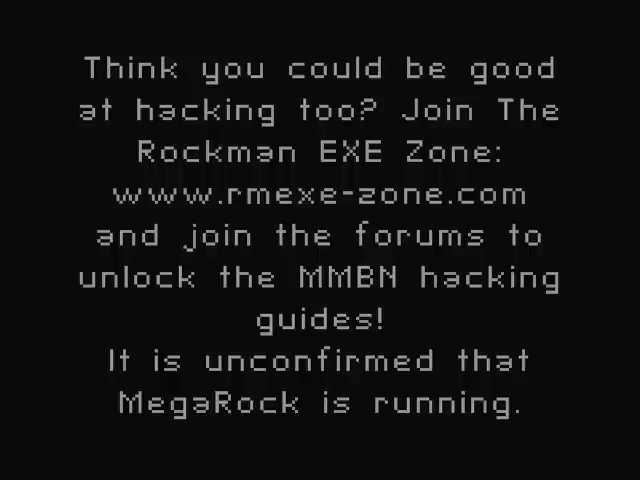 Think you could be good
at hacking too? Join The
Rockman EXE Zone:
www.rmexe-zone.com
and join the forums to
unlock the MMBN hacking
guides!
It is unconfirmed that
MegaRock is running.